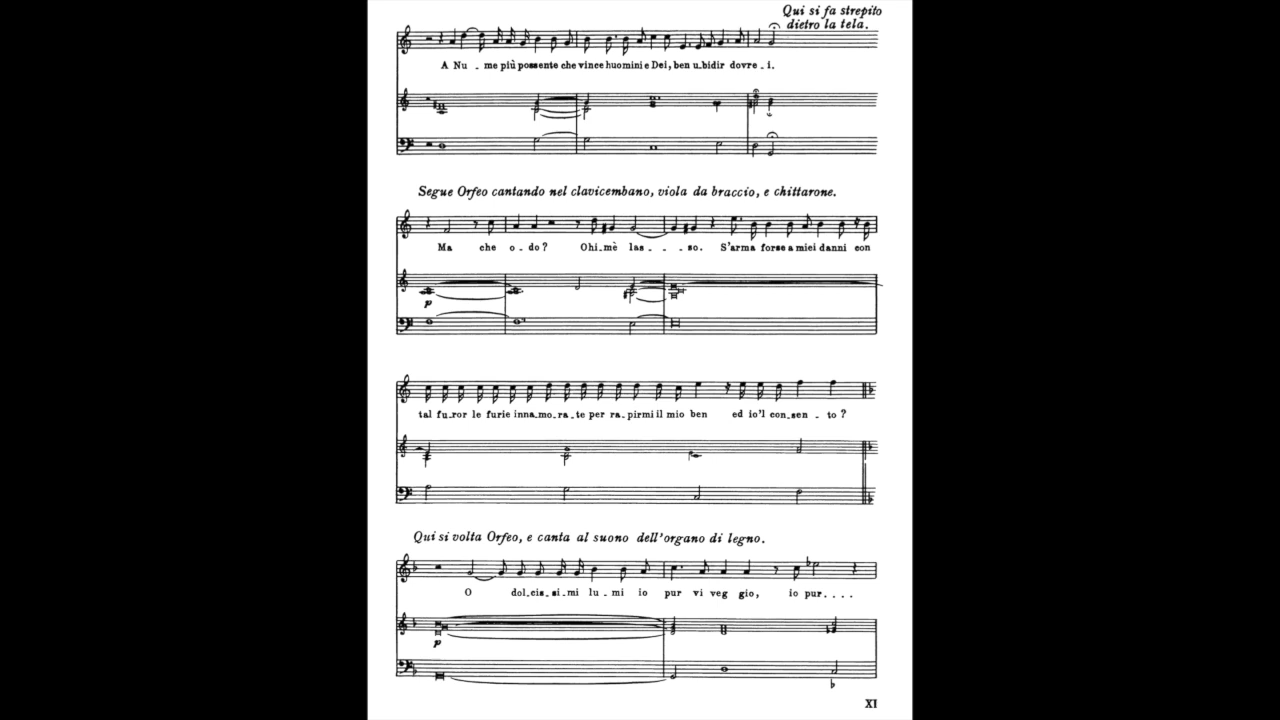 Qui si fa strepito
dietro la tela.
A Nu - me più possente che vince huomini e Dei, ben u-bidir dovre-i.
Segue Orfeo cantando nel clavicembano, viola da braccio, e chittarone.
Ma che o-do? Ohi-mè las - - - so. S'arma forse a miei danni con
p
tal fu-ror le furie inna-mo-ra-te per ra-pirmi il mio ben ed io'l con-sen - to?
Qui si volta Orfeo, e canta al suono dell'organo di legno.
O dol-cis-si-mi lu-mi io pur vi veg gio, io pur....
p
XI